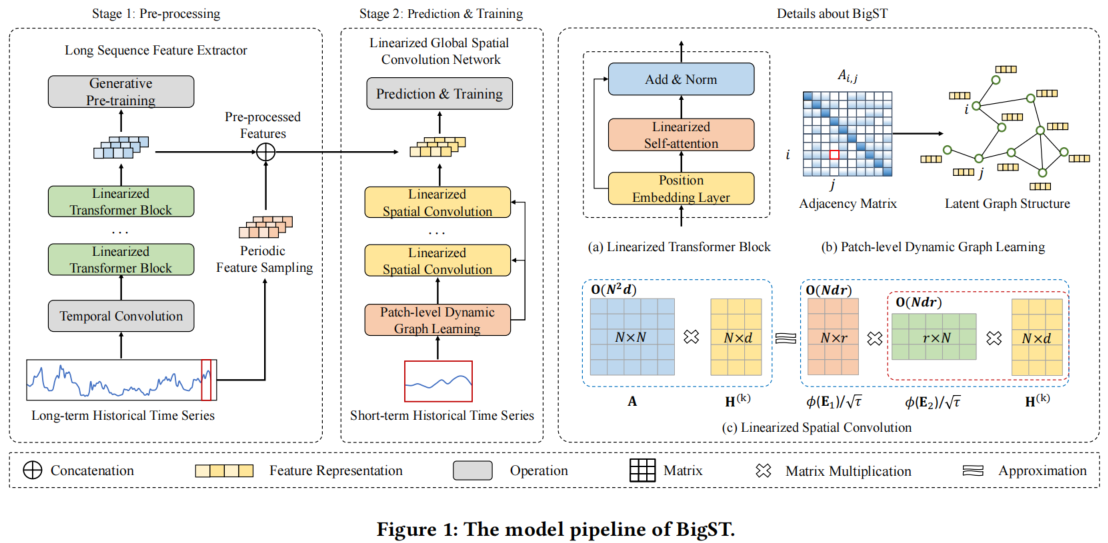 Stage 1: Pre-processing
Long Sequence Feature Extractor
Generative
Pre-training
Linearized
Transformer Block
...
Linearized
Transformer Block
Temporal Convolution
Long-term Historical Time Series
Pre-processed
Features
Periodic
Feature Sampling
Stage 2: Prediction & Training
Linearized Global Spatial
Convolution Network
Prediction & Training
Linearized
Spatial Convolution
...
Linearized
Spatial Convolution
Patch-level Dynamic
Graph Learning
Short-term Historical Time Series
Details about BigST
Add & Norm
Linearized
Self-attention
Position
Embedding Layer
(a) Linearized Transformer Block
A_{i,j}
i
j
Adjacency Matrix
i
j
Latent Graph Structure
(b) Patch-level Dynamic Graph Learning
O(N²d)
N×N
N×d
A
H^{(k)}
O(Ndr)
N×r
O(Ndr)
r×N
N×d
ϕ(E₁)/√τ
ϕ(E₂)/√τ
H^{(k)}
(c) Linearized Spatial Convolution
Concatenation
Feature Representation
Operation
Matrix
Matrix Multiplication
Approximation
Figure 1: The model pipeline of BigST.